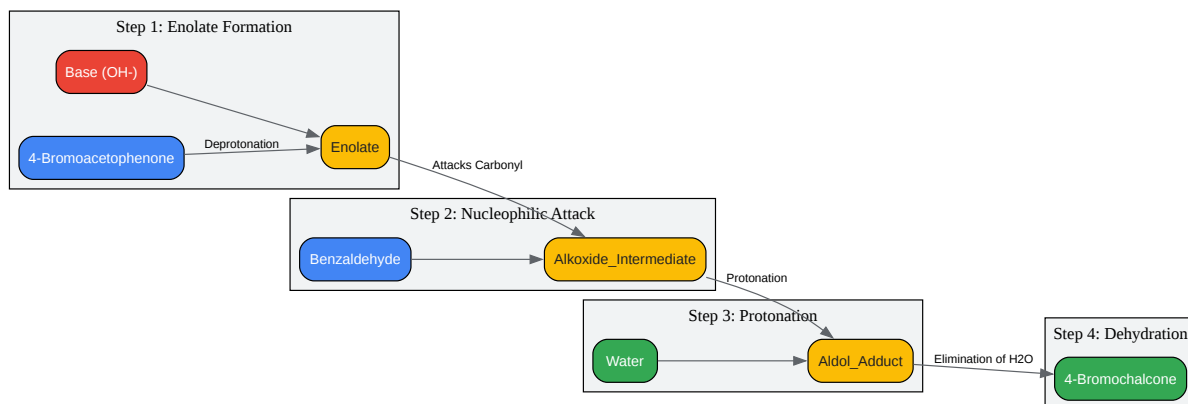 Step 1: Enolate Formation
Base (OH-)
4-Bromoacetophenone
Deprotonation
Enolate
Attacks Carbonyl
Step 2: Nucleophilic Attack
Benzaldehyde
Alkoxide_Intermediate
Protonation
Step 3: Protonation
Water
Aldol_Adduct
Elimination of H2O
Step 4: Dehydration
4-Bromochalcone